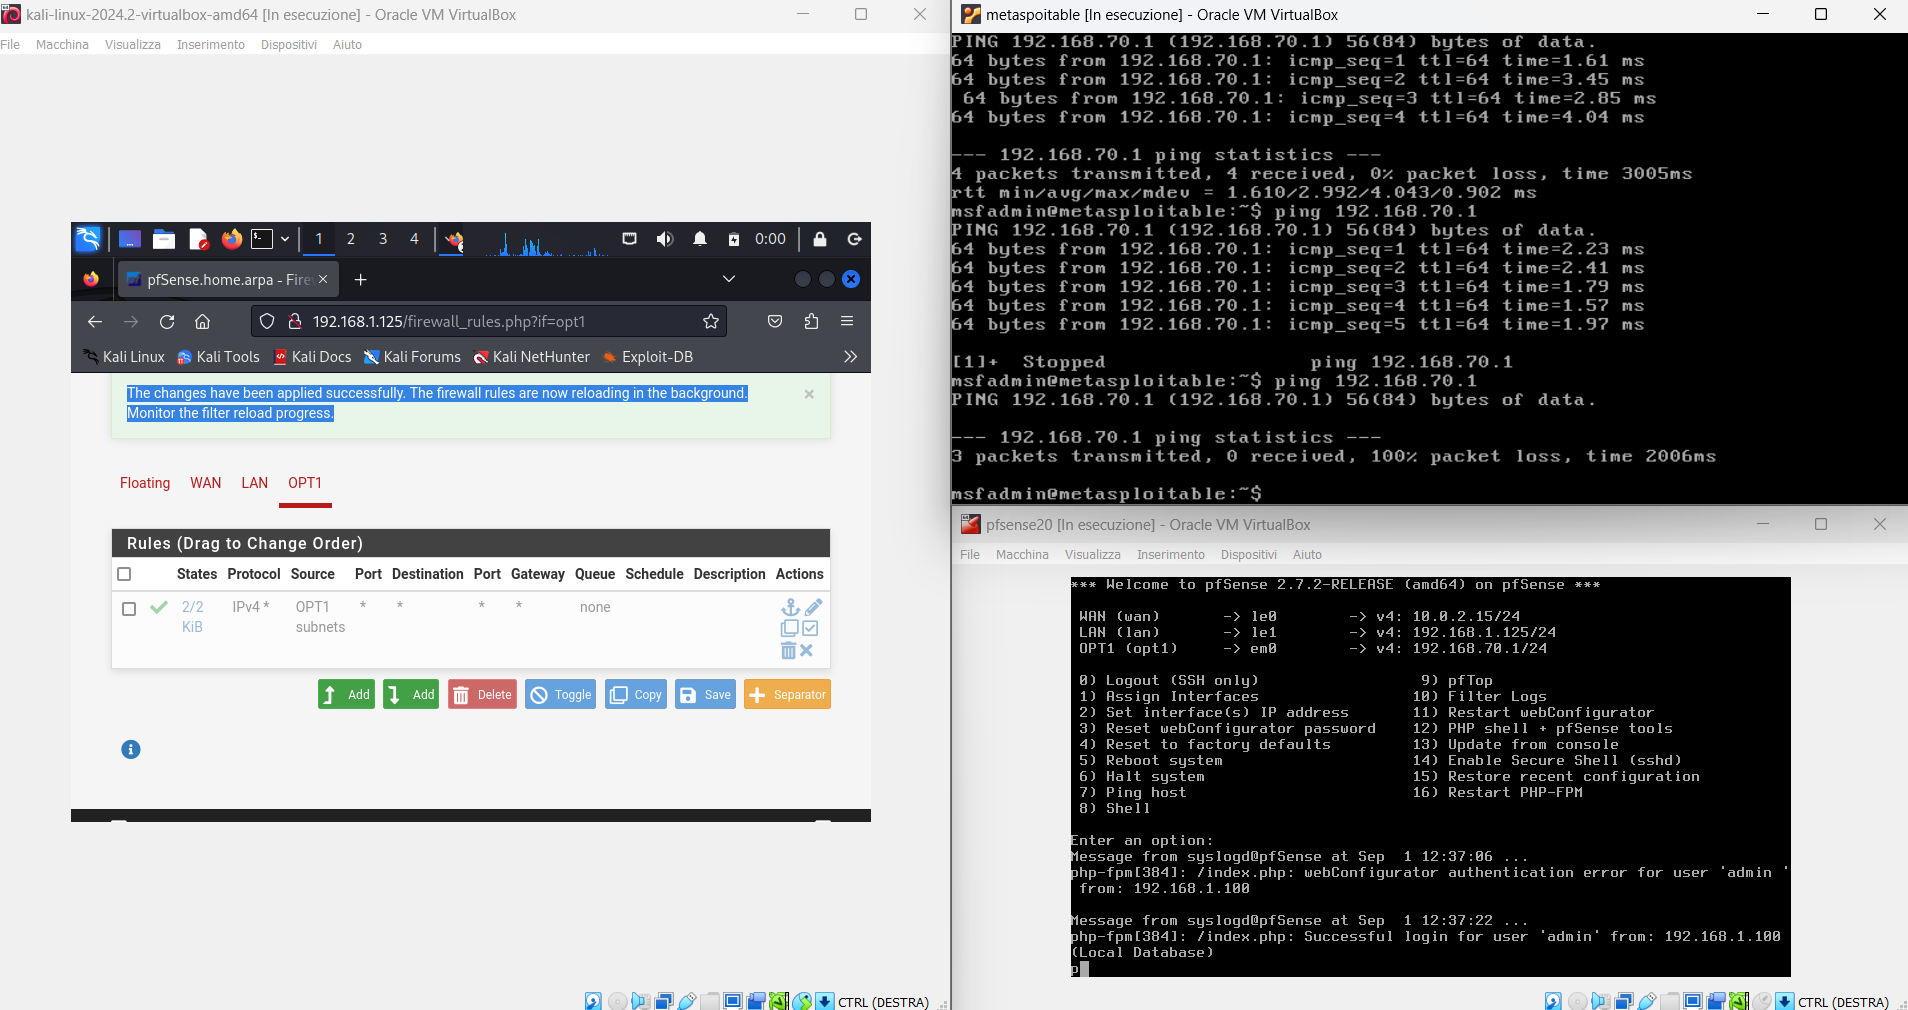 kali-linux-2024.2-virtualbox-amd64 [In esecuzione] - Oracle VM VirtualBox
File Macchina Visualizza Inserimento Dispositivi Aiuto
1 2 3 4 0:00
pfSense.home.arpa - Fire
192.168.1.125/firewall_rules.php?if=opt1
Kali Linux Kali Tools Kali Docs Kali Forums Kali NetHunter Exploit-DB
The changes have been applied successfully. The firewall rules are now reloading in the background.
Monitor the filter reload progress.
Floating WAN LAN OPT1
Rules (Drag to Change Order)
States Protocol Source Port Destination Port Gateway Queue Schedule Description Actions
2/2 IPv4 * OPT1 * * * * none
KiB subnets
Add Add Delete Toggle Copy Save Separator
CTRL (DESTRA)
metaspoitable [In esecuzione] - Oracle VM VirtualBox
PING 192.168.70.1 (192.168.70.1) 56(84) bytes of data.
64 bytes from 192.168.70.1: icmp_seq=1 ttl=64 time=1.61 ms
64 bytes from 192.168.70.1: icmp_seq=2 ttl=64 time=3.45 ms
64 bytes from 192.168.70.1: icmp_seq=3 ttl=64 time=2.85 ms
64 bytes from 192.168.70.1: icmp_seq=4 ttl=64 time=4.04 ms
--- 192.168.70.1 ping statistics ---
4 packets transmitted, 4 received, 0% packet loss, time 3005ms
rtt min/avg/max/mdev = 1.610/2.992/4.043/0.902 ms
msfadmin@metasploitable:~$ ping 192.168.70.1
PING 192.168.70.1 (192.168.70.1) 56(84) bytes of data.
64 bytes from 192.168.70.1: icmp_seq=1 ttl=64 time=2.23 ms
64 bytes from 192.168.70.1: icmp_seq=2 ttl=64 time=2.41 ms
64 bytes from 192.168.70.1: icmp_seq=3 ttl=64 time=1.79 ms
64 bytes from 192.168.70.1: icmp_seq=4 ttl=64 time=1.57 ms
64 bytes from 192.168.70.1: icmp_seq=5 ttl=64 time=1.97 ms
[1]+ Stopped ping 192.168.70.1
msfadmin@metasploitable:~$ ping 192.168.70.1
PING 192.168.70.1 (192.168.70.1) 56(84) bytes of data.
--- 192.168.70.1 ping statistics ---
3 packets transmitted, 0 received, 100% packet loss, time 2006ms
msfadmin@metasploitable:~$
pfsense20 [In esecuzione] - Oracle VM VirtualBox
File Macchina Visualizza Inserimento Dispositivi Aiuto
*** Welcome to pfSense 2.7.2-RELEASE (amd64) on pfSense ***
WAN (wan) -> le0 -> v4: 10.0.2.15/24
LAN (lan) -> le1 -> v4: 192.168.1.125/24
OPT1 (opt1) -> em0 -> v4: 192.168.70.1/24
0) Logout (SSH only) 9) pfTop
1) Assign Interfaces 10) Filter Logs
2) Set interface(s) IP address 11) Restart webConfigurator
3) Reset webConfigurator password 12) PHP shell + pfSense tools
4) Reset to factory defaults 13) Update from console
5) Reboot system 14) Enable Secure Shell (sshd)
6) Halt system 15) Restore recent configuration
7) Ping host 16) Restart PHP-FPM
8) Shell
Enter an option:
Message from syslogd@pfSense at Sep 1 12:37:06 ...
php-fpm[384]: /index.php: webConfigurator authentication error for user 'admin '
from: 192.168.1.100
Message from syslogd@pfSense at Sep 1 12:37:22 ...
php-fpm[384]: /index.php: Successful login for user 'admin' from: 192.168.1.100
(Local Database)
p
CTRL (DESTRA)